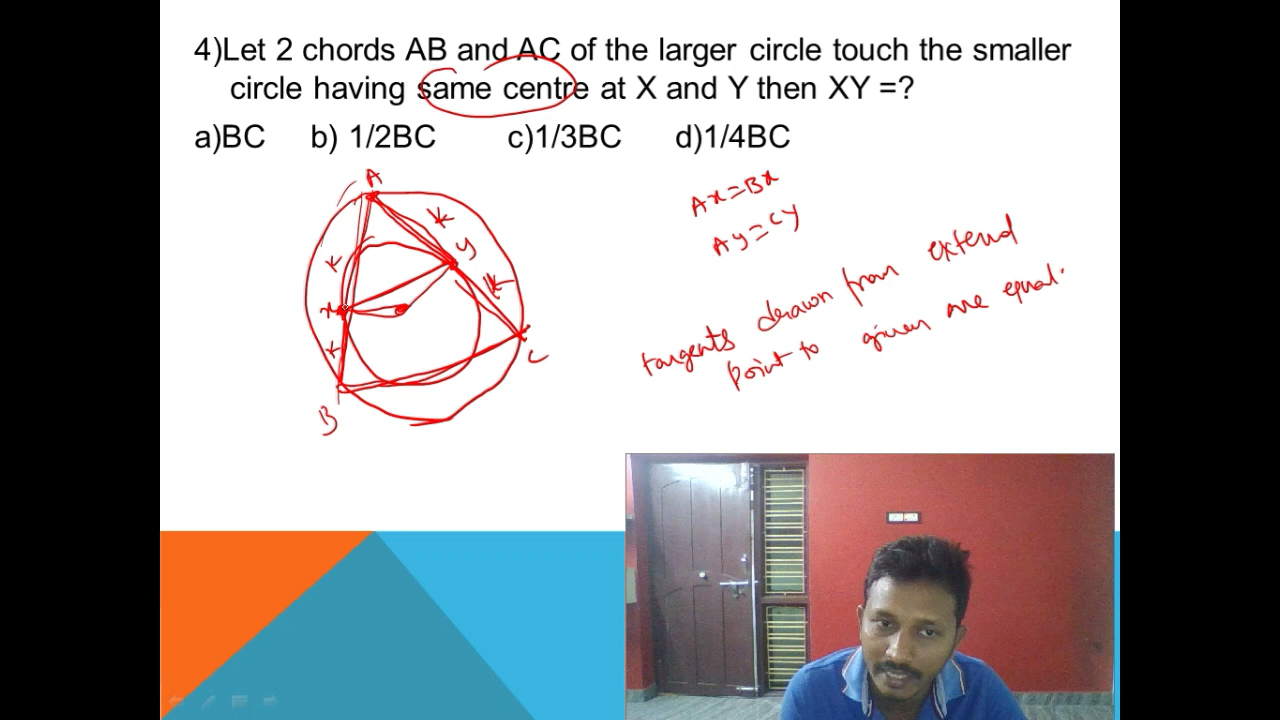 4)Let 2 chords AB and AC of the larger circle touch the smaller
circle having same centre at X and Y then XY =?
a)BC b) 1/2BC c)1/3BC d)1/4BC
A
K
Y
K
K
X
K
C
B
Ax=Bx
Ay=Cy
tangents drawn from extend
point to given are equal.